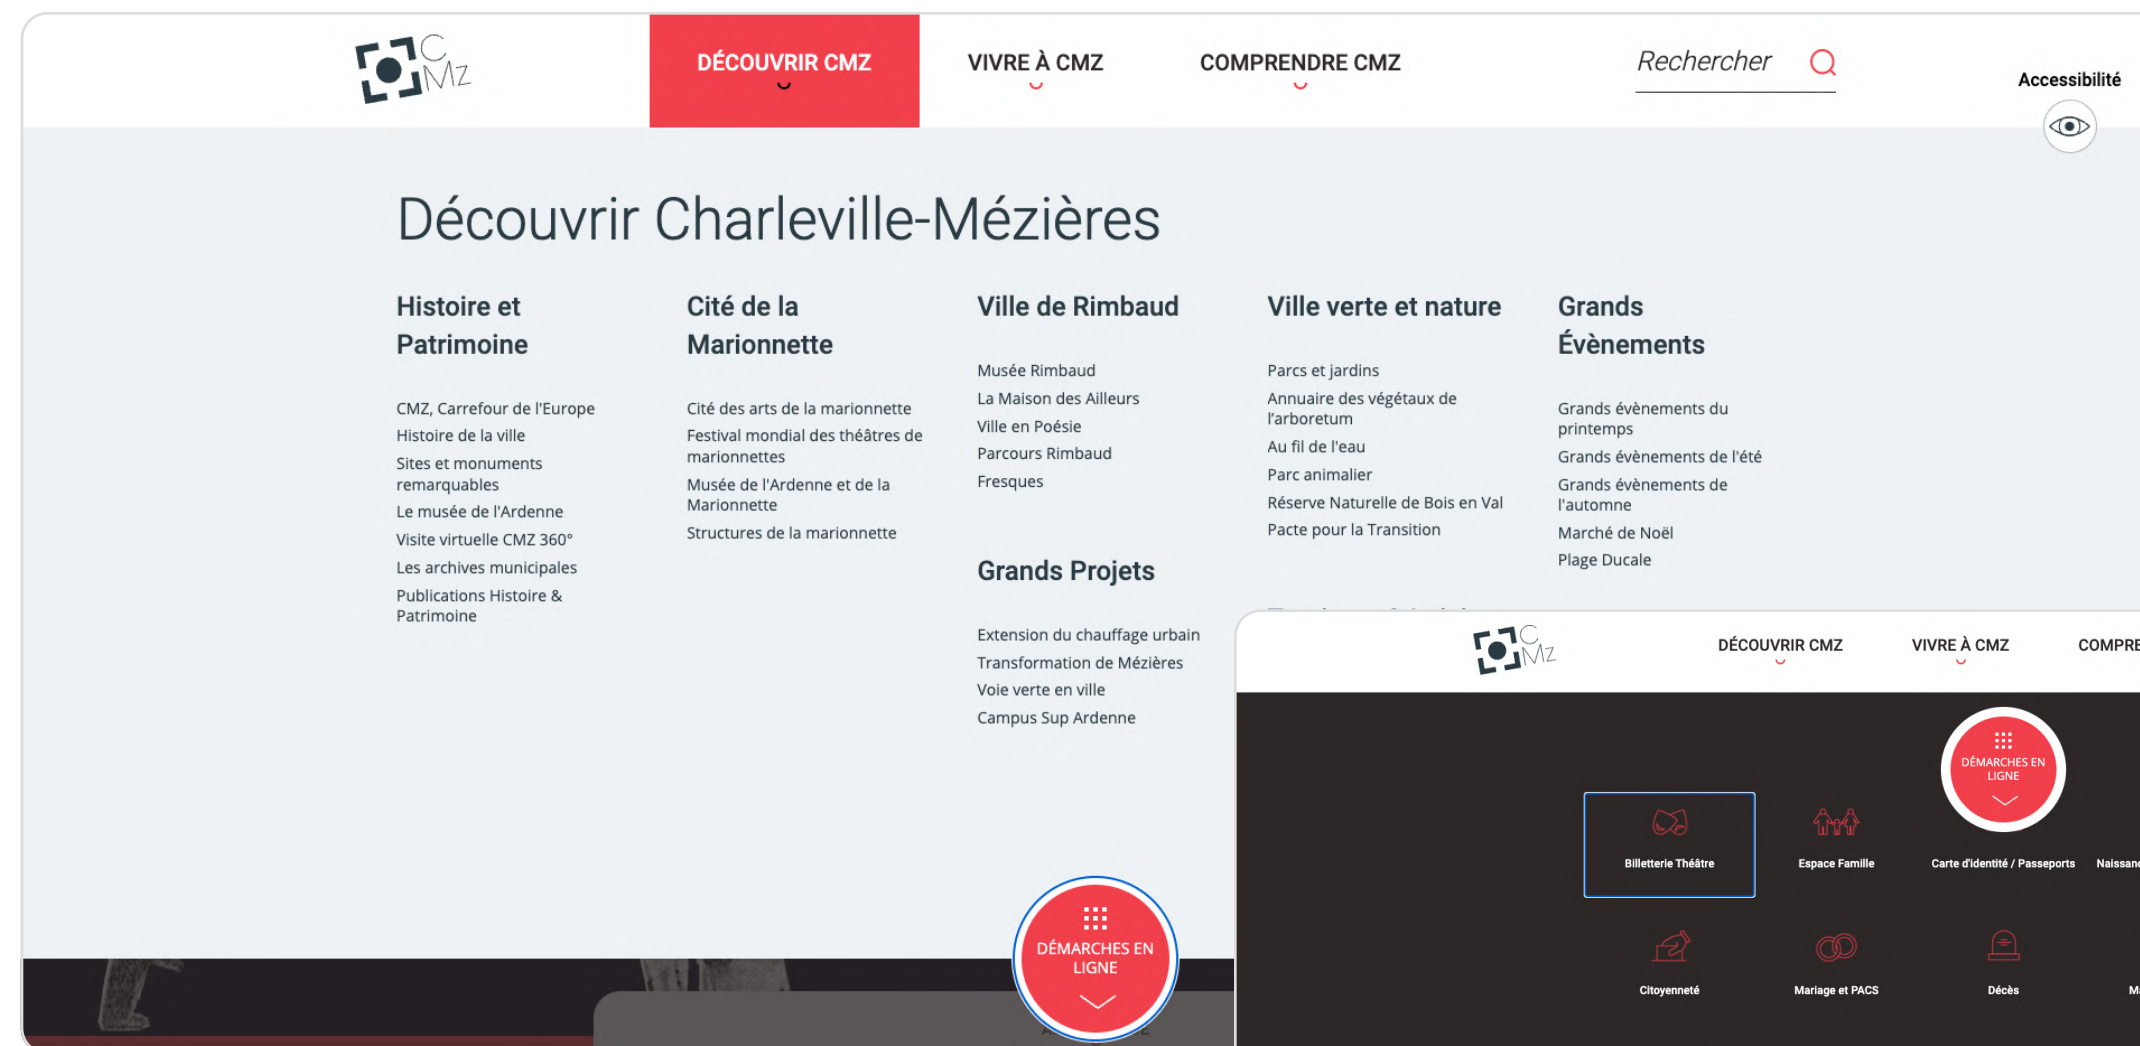 C
Mz
DÉCOUVRIR CMZ
VIVRE À CMZ
COMPRENDRE CMZ
Rechercher
Accessibilité
Découvrir Charleville-Mézières
Histoire et
Patrimoine
CMZ, Carrefour de l'Europe
Histoire de la ville
Sites et monuments
remarquables
Le musée de l'Ardenne
Visite virtuelle CMZ 360°
Les archives municipales
Publications Histoire &
Patrimoine
Cité de la
Marionnette
Cité des arts de la marionnette
Festival mondial des théâtres de
marionnettes
Musée de l'Ardenne et de la
Marionnette
Structures de la marionnette
Ville de Rimbaud
Musée Rimbaud
La Maison des Ailleurs
Ville en Poésie
Parcours Rimbaud
Fresques
Grands Projets
Extension du chauffage urbain
Transformation de Mézières
Voie verte en ville
Campus Sup Ardenne
Ville verte et nature
Parcs et jardins
Annuaire des végétaux de
l'arboretum
Au fil de l'eau
Parc animalier
Réserve Naturelle de Bois en Val
Pacte pour la Transition
Grands
Évènements
Grands évènements du
printemps
Grands évènements de l'été
Grands évènements de
l'automne
Marché de Noël
Plage Ducale
DÉMARCHES EN
LIGNE
C
Mz
DÉCOUVRIR CMZ
VIVRE À CMZ
COMPRE
DÉMARCHES EN
LIGNE
Billetterie Théâtre
Espace Famille
Carte d'identité / Passeports
Naissanc
Citoyenneté
Mariage et PACS
Décès